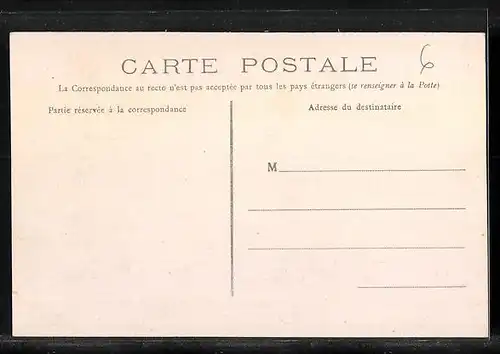 CARTE POSTALE 6
La Correspondance au recto n'est pas acceptée par tous les pays étrangers (se renseigner à la Poste)
Partie réservée à la correspondance
Adresse du destinataire
M